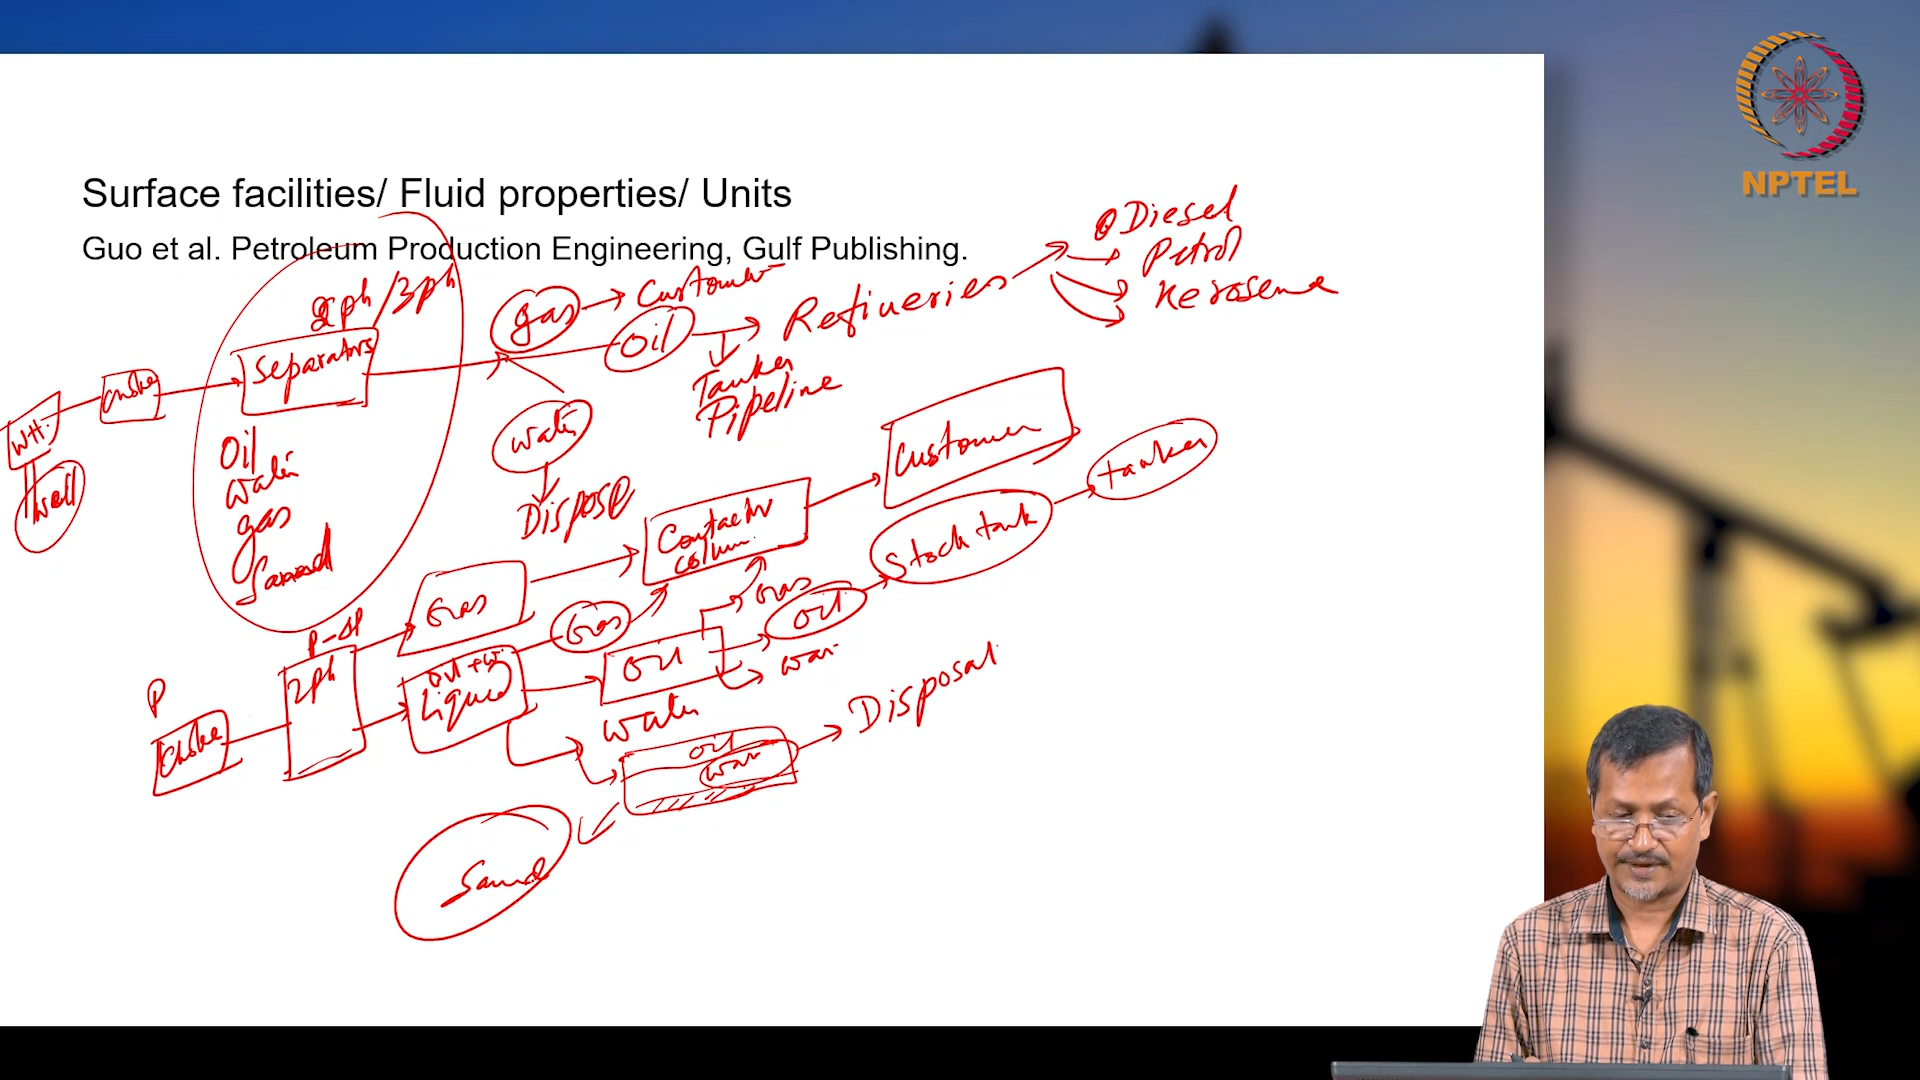 NPTEL
Surface facilities/ Fluid properties/ Units
Guo et al. Petroleum Production Engineering, Gulf Publishing.
2ph /3ph
gas
Customer
Oil
Refineries
Diesel
Petrol
Kerosene
W.H.
Choke
Separators
Well
Tanker
Pipeline
Oil
Water
gas
Sand
Water
Dispose
Contactor
column
Customer
Stock tank
tanker
P
P-ΔP
Choke
2ph
Gas
oil + w
Liquid
Gas
Oil
Gas
oil
Water
oil
Disposal
Sand